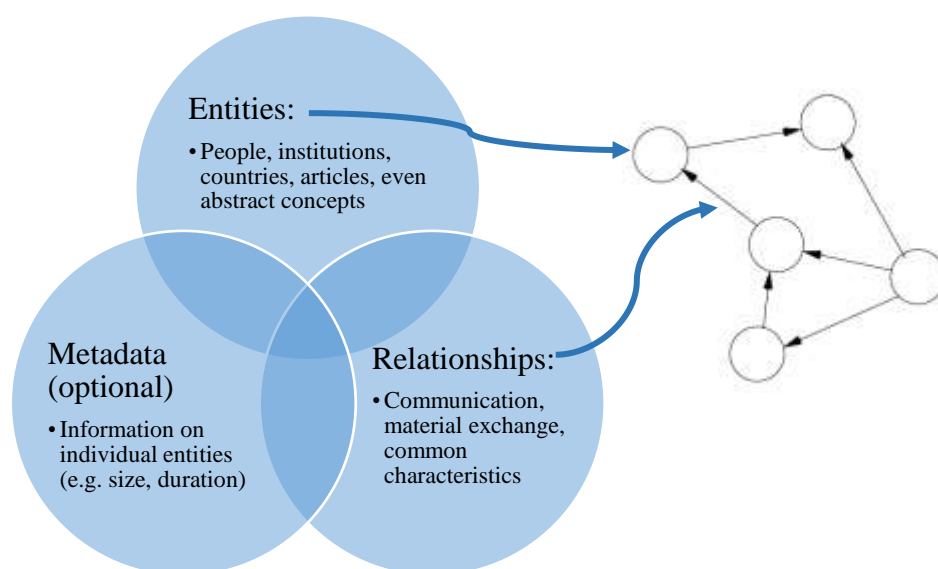 Entities:
•People, institutions,
countries, articles, even
abstract concepts
Metadata
(optional)
•Information on
individual entities
(e.g. size, duration)
Relationships:
•Communication,
material exchange,
common
characteristics